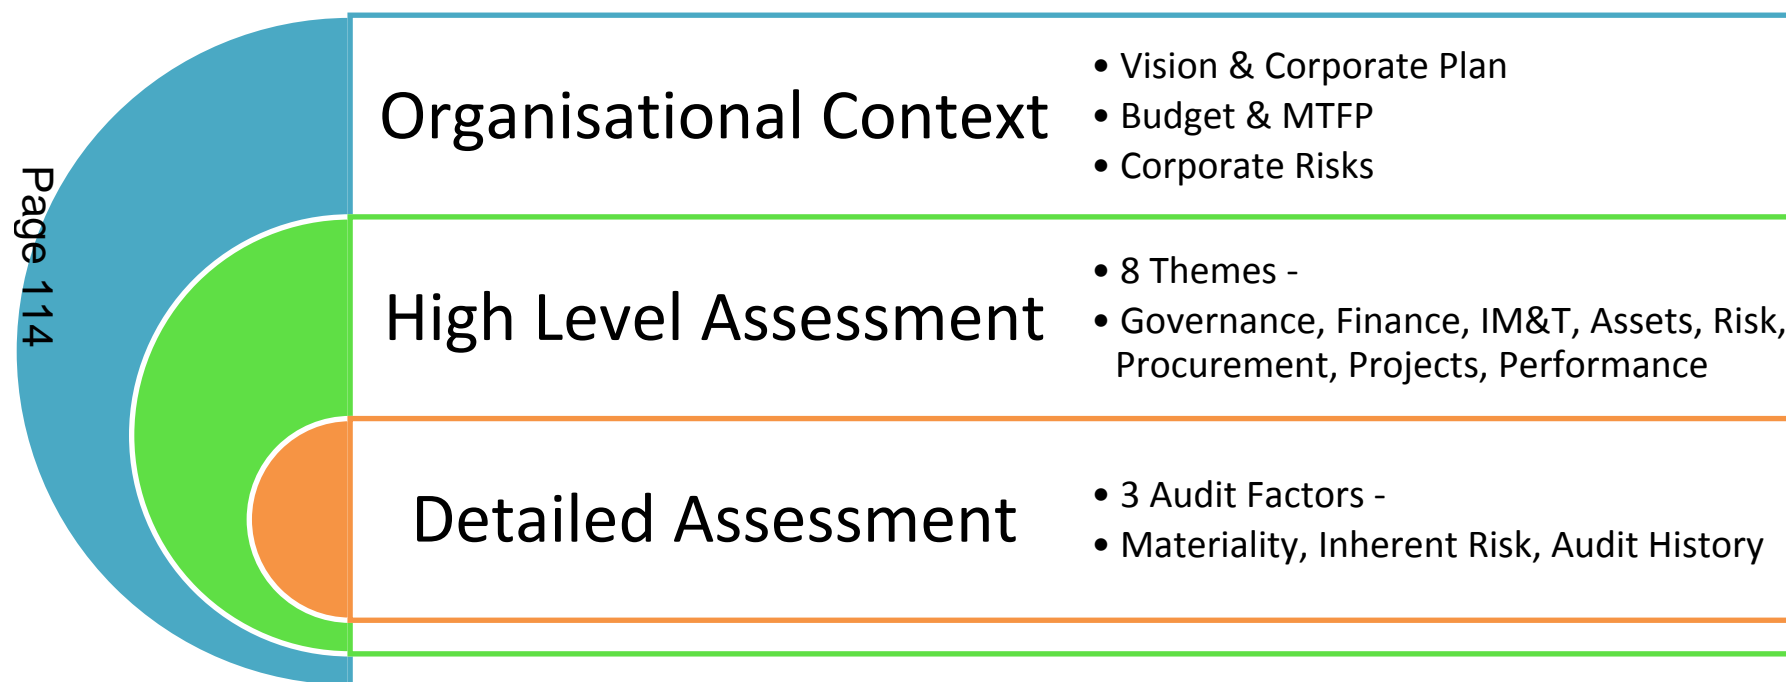 Page 114
Organisational Context
• Vision & Corporate Plan
• Budget & MTFP
• Corporate Risks
High Level Assessment
• 8 Themes -
• Governance, Finance, IM&T, Assets, Risk,
Procurement, Projects, Performance
Detailed Assessment
• 3 Audit Factors -
• Materiality, Inherent Risk, Audit History